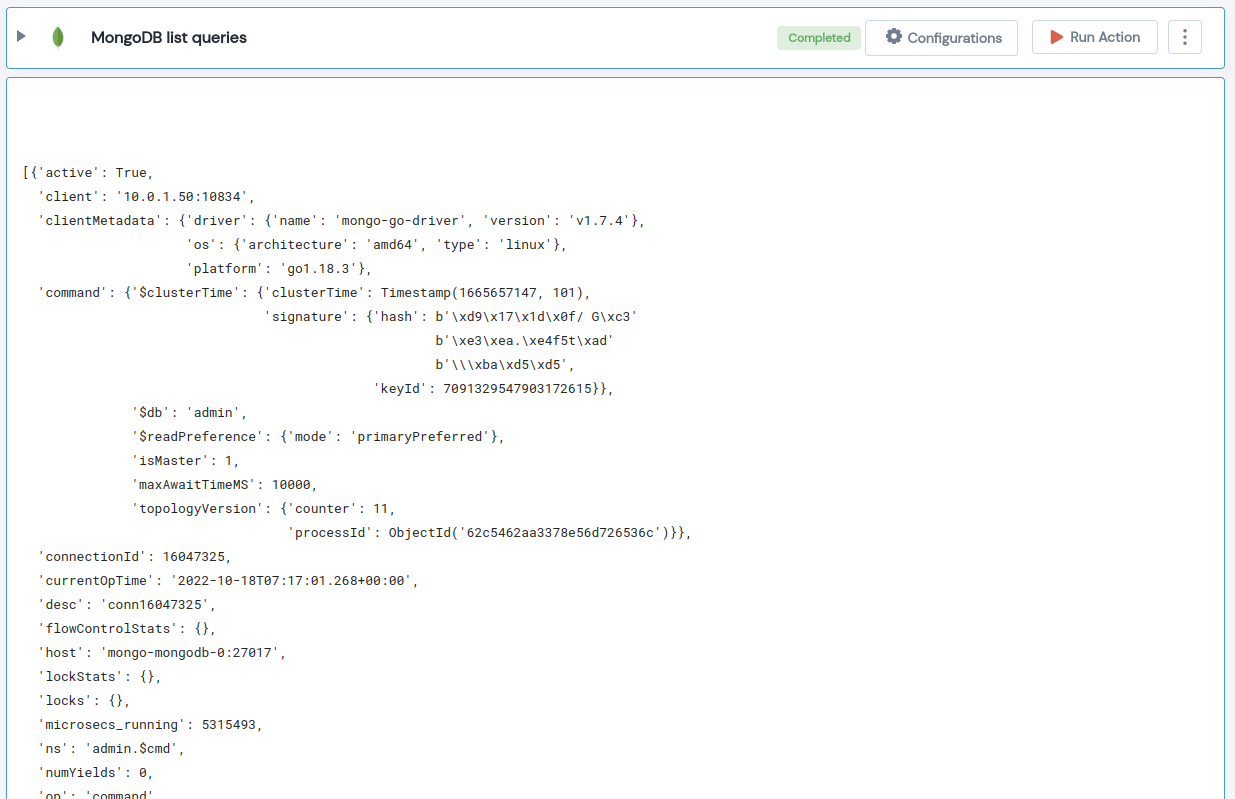 MongoDB list queries
Completed
Configurations
Run Action
[{'active': True,
'client': '10.0.1.50:10834',
'clientMetadata': {'driver': {'name': 'mongo-go-driver', 'version': 'v1.7.4'},
'os': {'architecture': 'amd64', 'type': 'linux'},
'platform': 'go1.18.3'},
'command': {'$clusterTime': {'clusterTime': Timestamp(1665657147, 101),
'signature': {'hash': b'\xd9\x17\x1d\x0f/ G\xc3'
b'\xe3\xea.\xe4f5t\xad'
b'\\\xba\xd5\xd5',
'keyId': 7091329547903172615}},
'$db': 'admin',
'$readPreference': {'mode': 'primaryPreferred'},
'isMaster': 1,
'maxAwaitTimeMS': 10000,
'topologyVersion': {'counter': 11,
'processId': ObjectId('62c5462aa3378e56d726536c')}},
'connectionId': 16047325,
'currentOpTime': '2022-10-18T07:17:01.268+00:00',
'desc': 'conn16047325',
'flowControlStats': {},
'host': 'mongo-mongodb-0:27017',
'lockStats': {},
'locks': {},
'microsecs_running': 5315493,
'ns': 'admin.$cmd',
'numYields': 0,
'op': 'command'